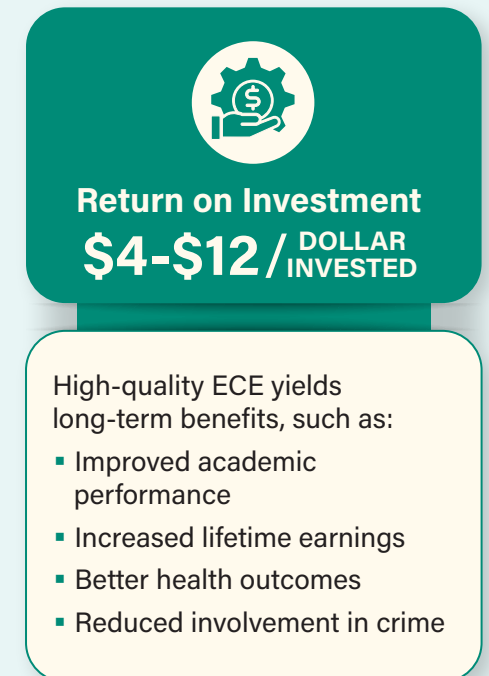 $
Return on Investment
$4-$12/DOLLAR INVESTED
High-quality ECE yields
long-term benefits, such as:
▪ Improved academic
performance
▪ Increased lifetime earnings
▪ Better health outcomes
▪ Reduced involvement in crime